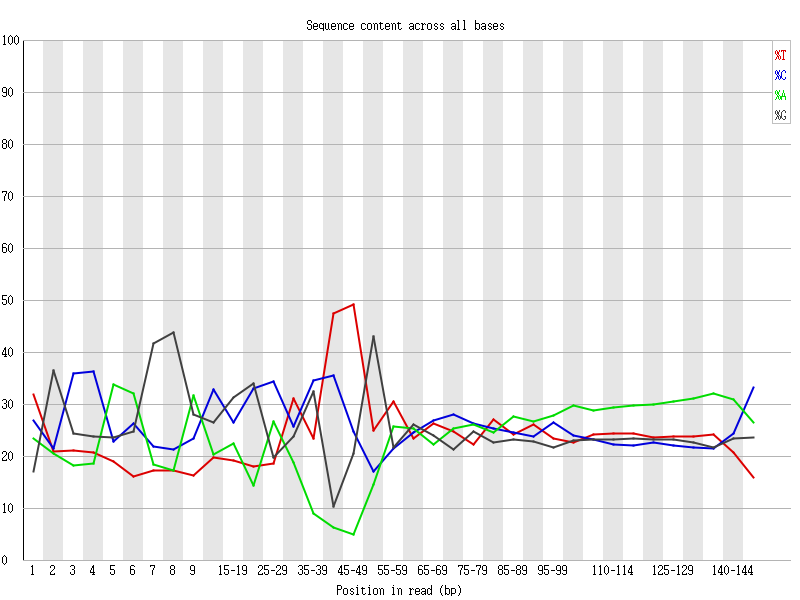 Sequence content across all bases
100
90
80
70
60
50
40
30
20
10
0
%T
%C
%A
%G
1 2 3 4 5 6 7 8 9 15-19 25-29 35-39 45-49 55-59 65-69 75-79 85-89 95-99 110-114 125-129 140-144
Position in read (bp)